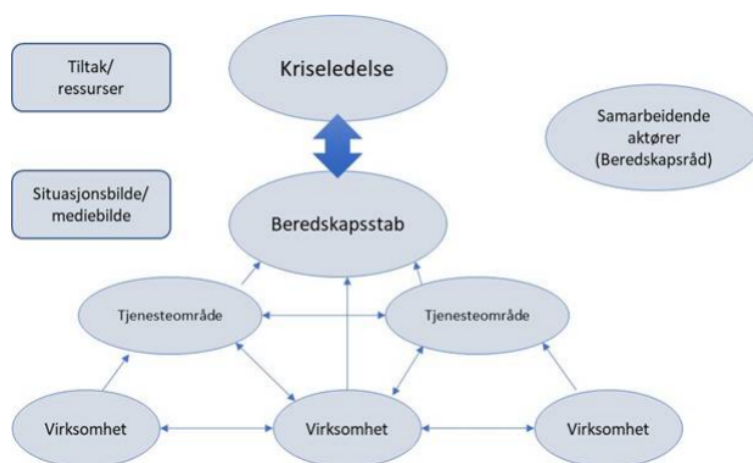 Tiltak/
ressurser
Kriseledelse
Samarbeidende
aktører
(Beredskapsråd)
Situasjonsbilde/
mediebilde
Beredskapsstab
Tjenesteområde
Tjenesteområde
Virksomhet
Virksomhet
Virksomhet